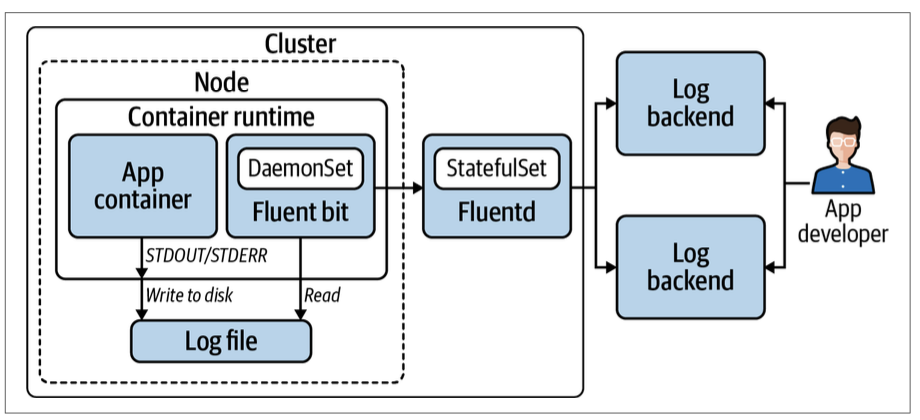 Cluster
Node
Container runtime
App
container
DaemonSet
Fluent bit
STDOUT/STDERR
Write to disk
Read
Log file
StatefulSet
Fluentd
Log
backend
Log
backend
App
developer